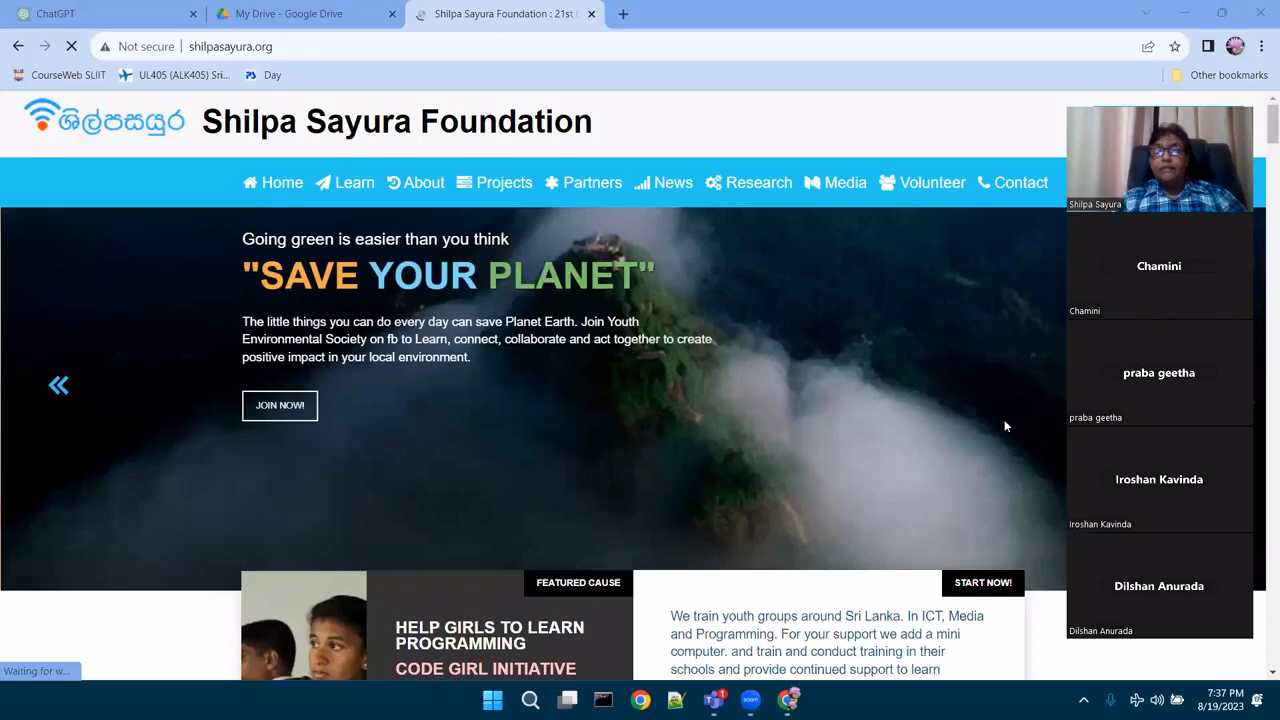 ChatGPT
My Drive - Google Drive
Shilpa Sayura Foundation : 21st
Not secure
shilpasayura.org
CourseWeb SLIIT
UL405 (ALK405) Sri...
Day
Other bookmarks
ශිල්පසයුර
Shilpa Sayura Foundation
Home
Learn
About
Projects
Partners
News
Research
Media
Volunteer
Contact
Going green is easier than you think
"SAVE YOUR PLANET"
The little things you can do every day can save Planet Earth. Join Youth
Environmental Society on fb to Learn, connect, collaborate and act together to create
positive impact in your local environment.
JOIN NOW!
FEATURED CAUSE
HELP GIRLS TO LEARN
PROGRAMMING
CODE GIRL INITIATIVE
START NOW!
We train youth groups around Sri Lanka. In ICT, Media
and Programming. For your support we add a mini
computer. and train and conduct training in their
schools and provide continued support to learn
Shilpa Sayura
Chamini
Chamini
praba geetha
praba geetha
Iroshan Kavinda
Iroshan Kavinda
Dilshan Anurada
Dilshan Anurada
Waiting for w...
7:37 PM
8/19/2023